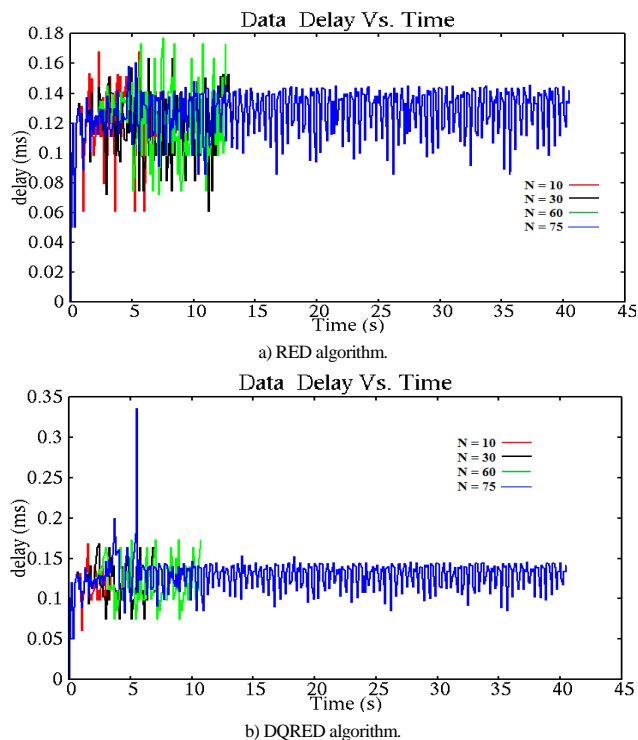 Data Delay Vs. Time
0.18
0.16
0.14
0.12
0.1
0.08
0.06
0.04
0.02
0
delay (ms)
N = 10
N = 30
N = 60
N = 75
0 5 10 15 20 25 30 35 40 45
Time (s)
a) RED algorithm.
Data Delay Vs. Time
0.35
0.3
0.25
0.2
0.15
0.1
0.05
0
delay (ms)
N = 10
N = 30
N = 60
N = 75
0 5 10 15 20 25 30 35 40 45
Time (s)
b) DQRED algorithm.